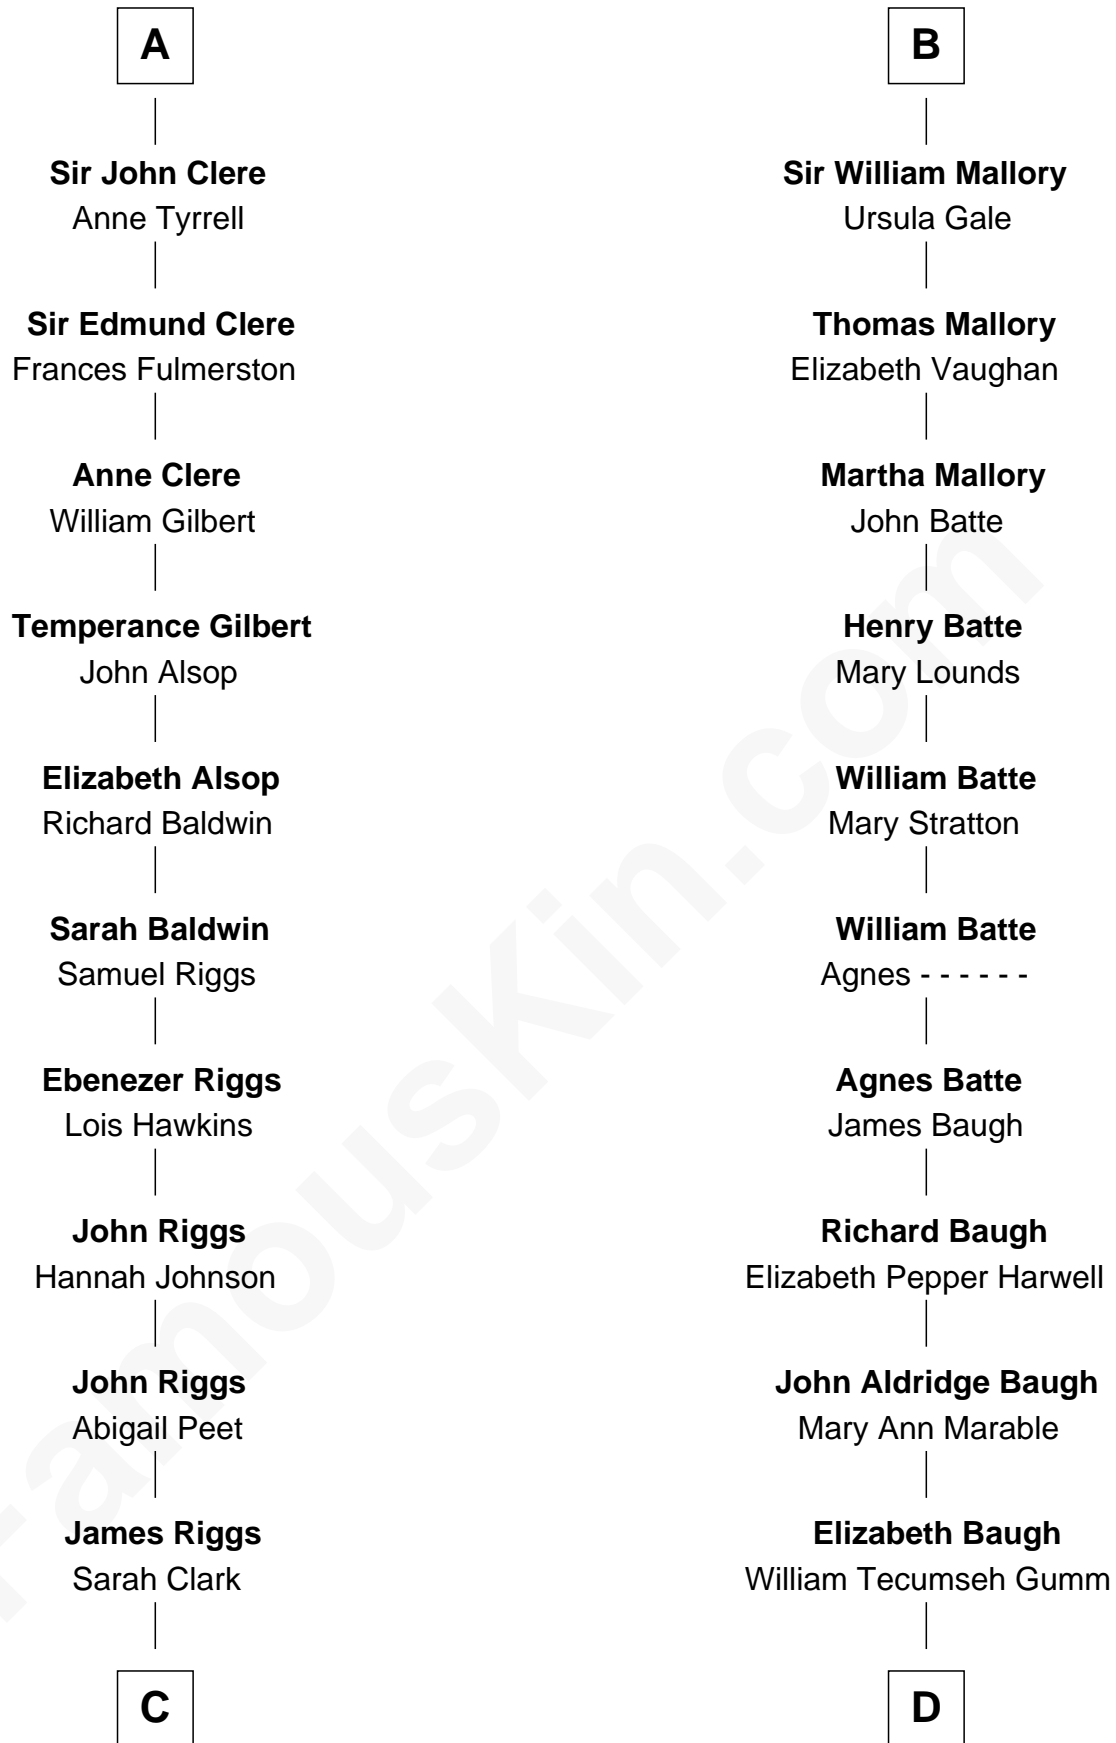 A
Sir John Clere
Anne Tyrrell
Sir Edmund Clere
Frances Fulmerston
Anne Clere
William Gilbert
Temperance Gilbert
John Alsop
Elizabeth Alsop
Richard Baldwin
Sarah Baldwin
Samuel Riggs
Ebenezer Riggs
Lois Hawkins
John Riggs
Hannah Johnson
John Riggs
Abigail Peet
James Riggs
Sarah Clark
C
B
Sir William Mallory
Ursula Gale
Thomas Mallory
Elizabeth Vaughan
Martha Mallory
John Batte
Henry Batte
Mary Lounds
William Batte
Mary Stratton
William Batte
Agnes - - - - - -
Agnes Batte
James Baugh
Richard Baugh
Elizabeth Pepper Harwell
John Aldridge Baugh
Mary Ann Marable
Elizabeth Baugh
William Tecumseh Gumm
D
FamousKin.com